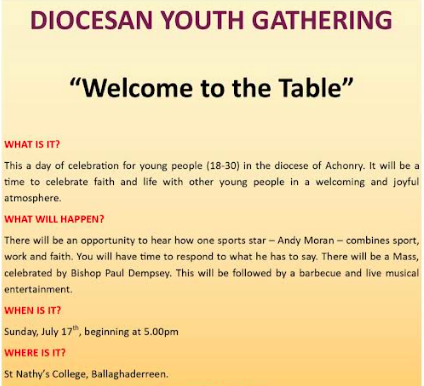 DIOCESAN YOUTH GATHERING
“Welcome to the Table”
WHAT IS IT?
This a day of celebration for young people (18-30) in the diocese of Achonry. It will be a
time to celebrate faith and life with other young people in a welcoming and joyful
atmosphere.
WHAT WILL HAPPEN?
There will be an opportunity to hear how one sports star – Andy Moran – combines sport,
work and faith. You will have time to respond to what he has to say. There will be a Mass,
celebrated by Bishop Paul Dempsey. This will be followed by a barbecue and live musical
entertainment.
WHEN IS IT?
Sunday, July 17th, beginning at 5.00pm
WHERE IS IT?
St Nathy’s College, Ballaghaderreen.